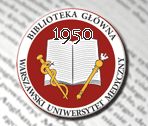 BIBLIOTEKA GŁÓWNA
1950
WARSZAWSKI UNIWERSYTET MEDYCZNY